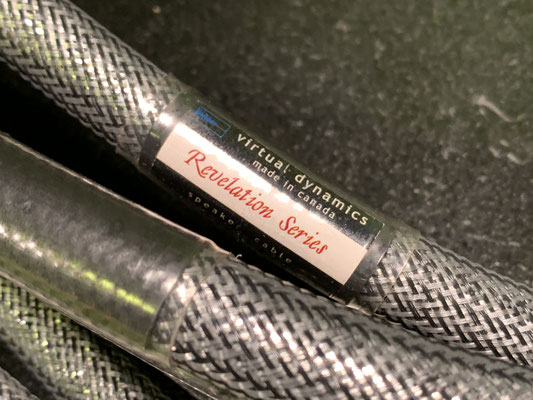 virtual dynamics
made in canada
Revelation Series
speaker cable